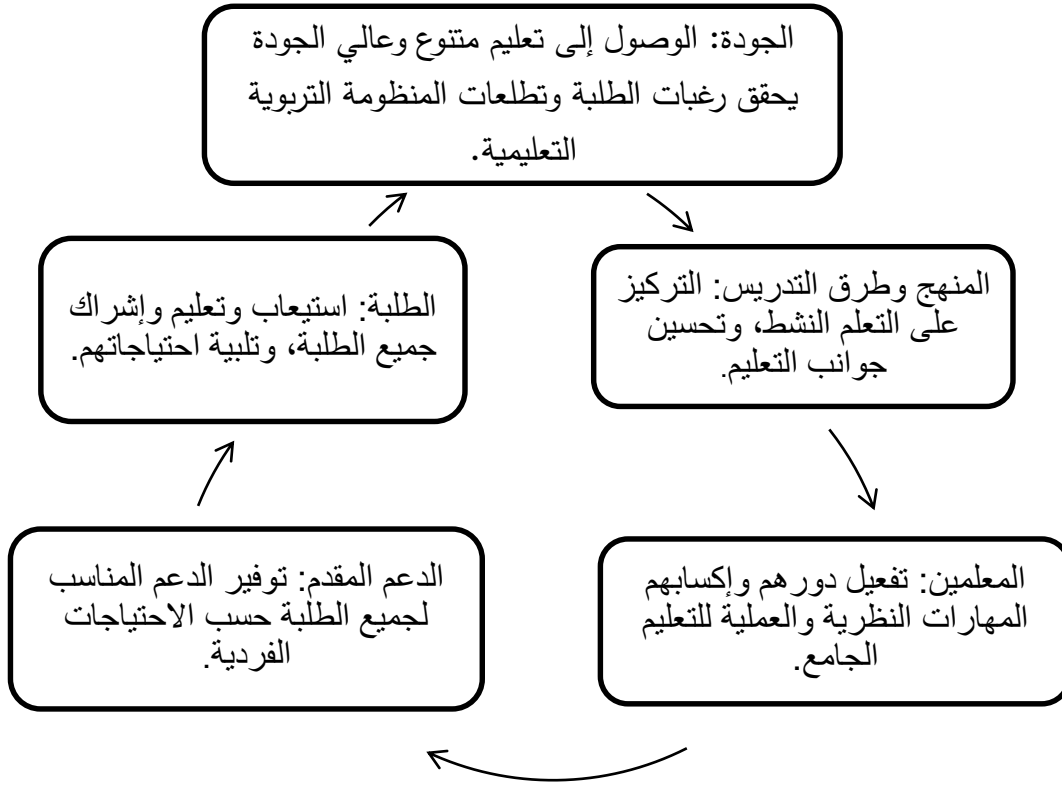 الجودة: الوصول إلى تعليم متنوع وعالي الجودة
يحقق رغبات الطلبة وتطلعات المنظومة التربوية
التعليمية.
المنهج وطرق التدريس: التركيز
على التعلم النشط، وتحسين
جوانب التعليم.
المعلمين: تفعيل دورهم وإكسابهم
المهارات النظرية والعملية للتعليم
الجامع.
الدعم المقدم: توفير الدعم المناسب
لجميع الطلبة حسب الاحتياجات
الفردية.
الطلبة: استيعاب وتعليم وإشراك
جميع الطلبة، وتلبية احتياجاتهم.